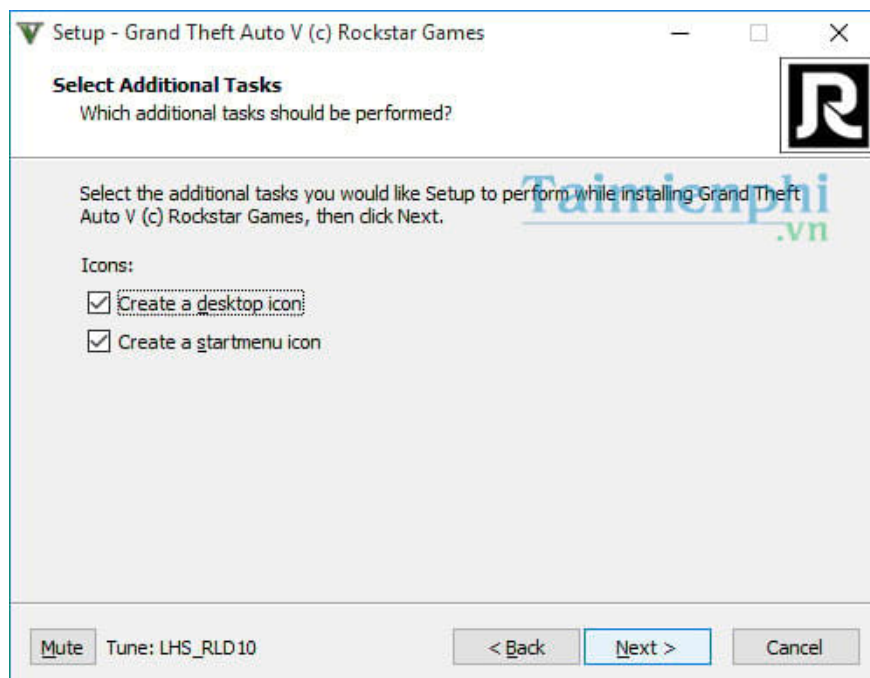 Setup - Grand Theft Auto V (c) Rockstar Games
Select Additional Tasks
Which additional tasks should be performed?
Select the additional tasks you would like Setup to perform while installing Grand Theft
Auto V (c) Rockstar Games, then click Next.
Taimienphi
.vn
Icons:
Create a desktop icon
Create a startmenu icon
Mute Tune: LHS_RLD10 < Back Next > Cancel